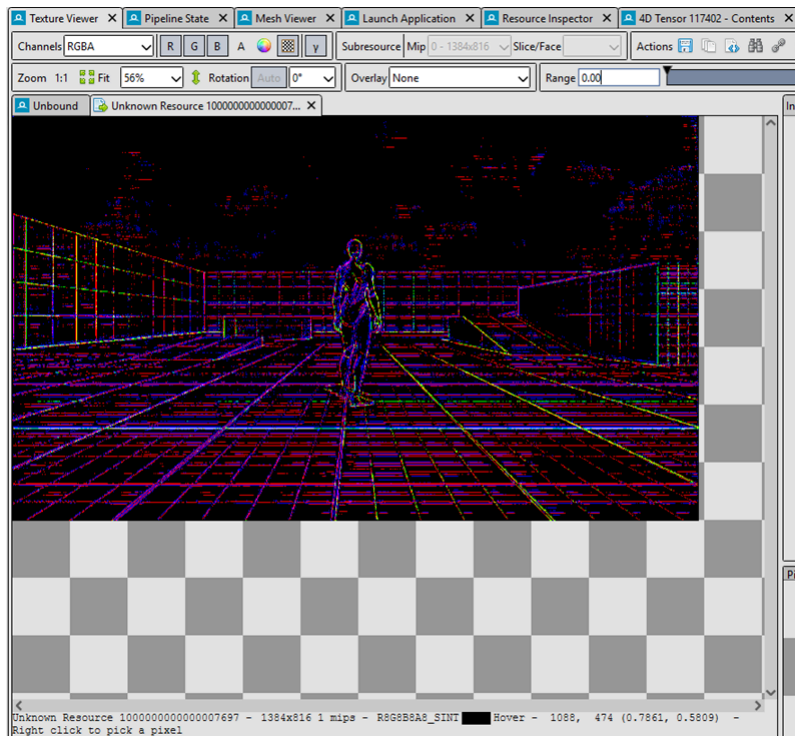 Texture Viewer Pipeline State Mesh Viewer Launch Application Resource Inspector 4D Tensor 117402 - Contents
Channels RGBA R G B A γ Subresource Mip 0 - 1384x816 Slice/Face Actions
Zoom 1:1 Fit 56% Rotation Auto 0° Overlay None Range 0.00
Unbound Unknown Resource 1000000000000007... In
Pi
Unknown Resource 1000000000000007697 - 1384x816 1 mips - R8G8B8A8_SINT Hover - 1088, 474 (0.7861, 0.5809) -
Right click to pick a pixel